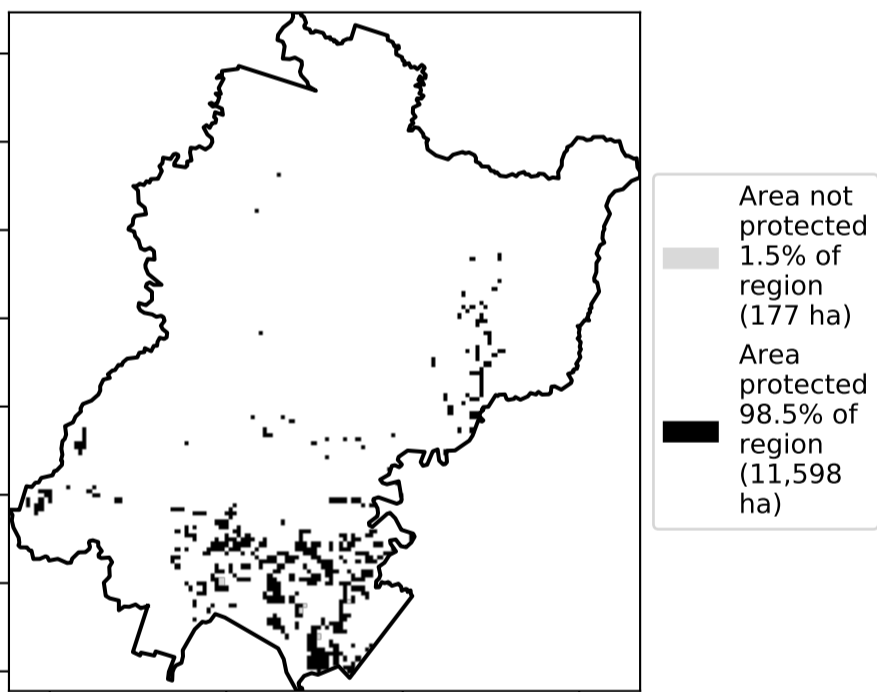 Area not
protected
1.5% of
region
(177 ha)
Area
protected
98.5% of
region
(11,598
ha)